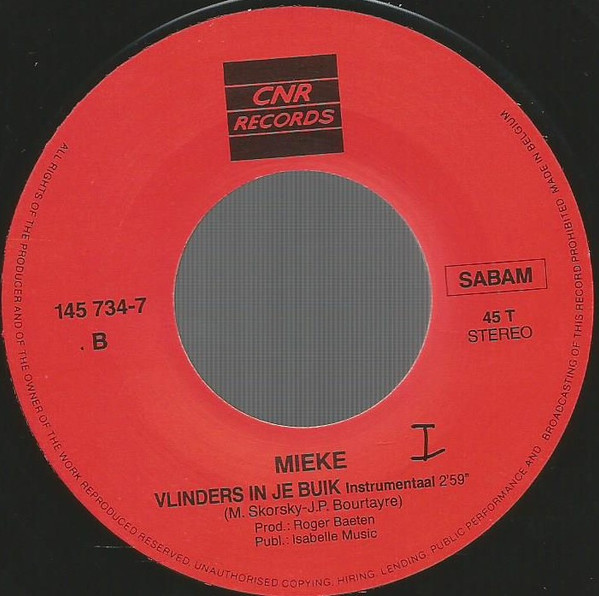 CNR
RECORDS
ALL RIGHTS OF THE PRODUCER AND OF THE OWNER OF THE WORK REPRODUCED RESERVED. UNAUTHORISED COPYING, HIRING, LENDING, PUBLIC PERFORMANCE AND BROADCASTING OF THIS RECORD PROHIBITED MADE IN BELGIUM
SABAM
145 734-7
45 T
B
STEREO
I
MIEKE
VLINDERS IN JE BUIK Instrumentaal 2'59"
(M. Skorsky-J.P. Bourtayre)
Prod.: Roger Baeten
Publ.: Isabelle Music